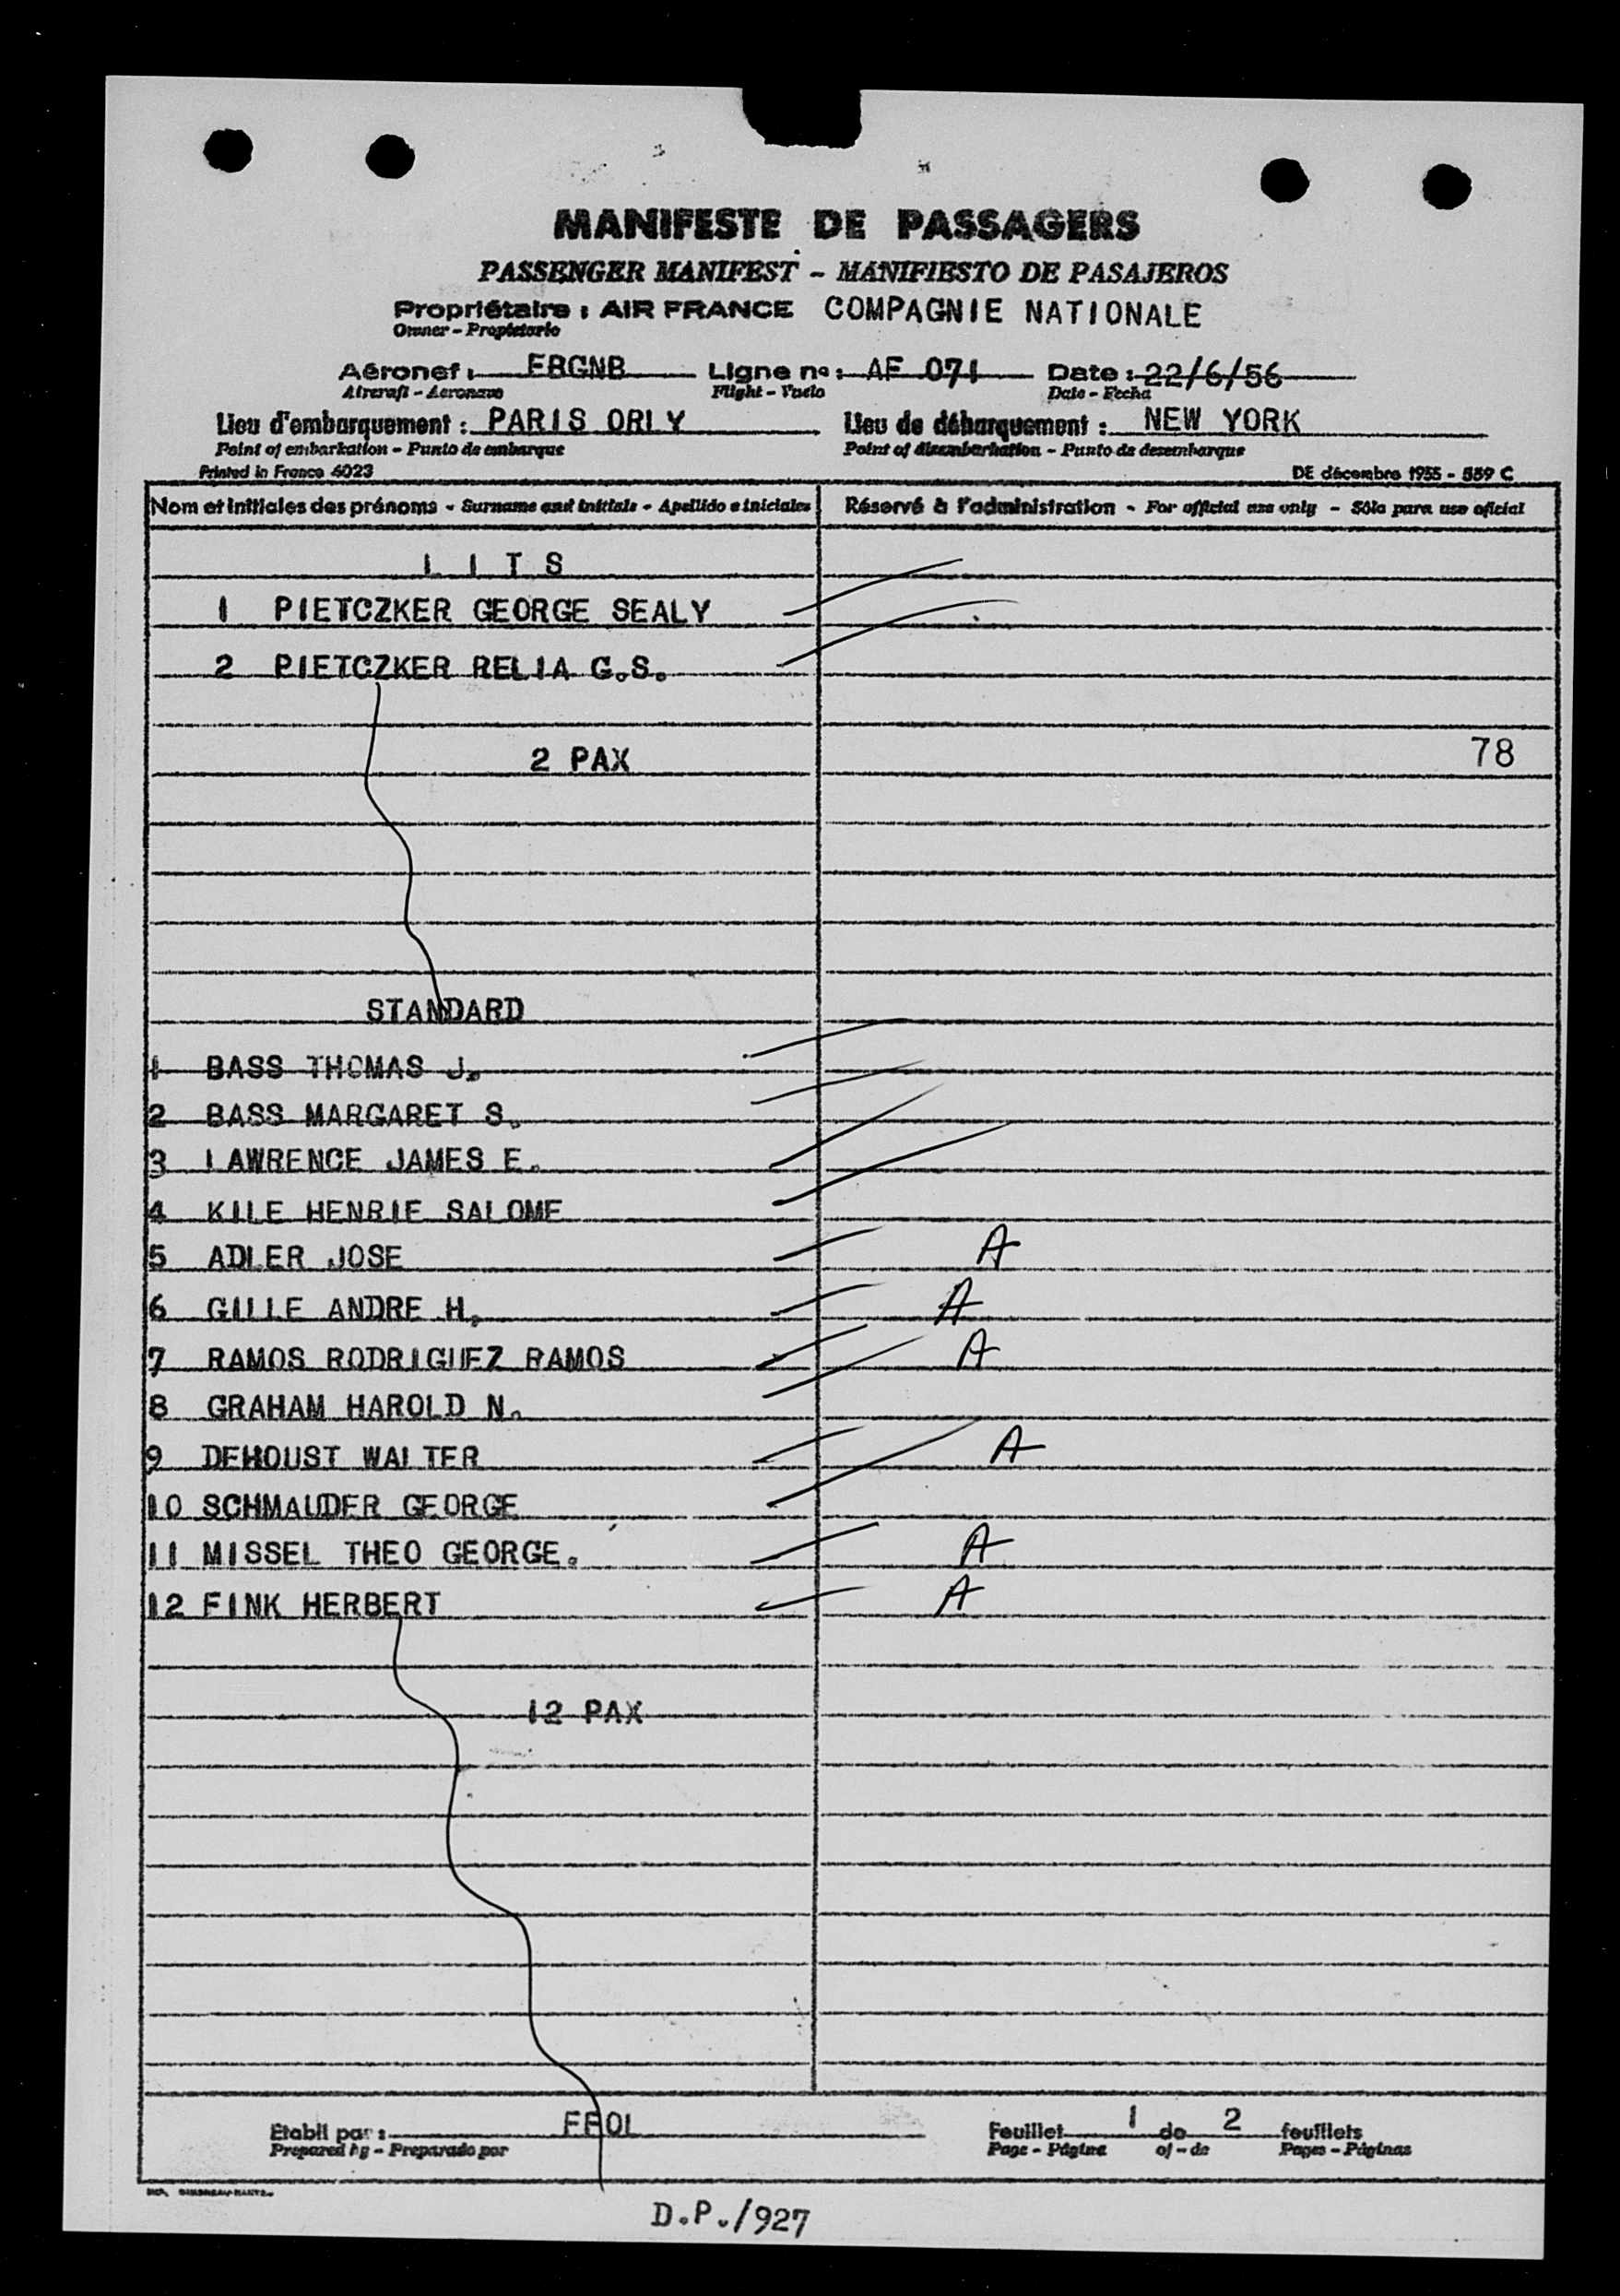 MANIFESTE DE PASSAGERS
PASSENGER MANIFEST - MANIFIESTO DE PASAJEROS
Propriétaire : AIR FRANCE COMPAGNIE NATIONALE
Owner - Propietario
Aéronef : FBGNB Ligne no : AF 071 Date : 22/6/56
Aircraft - Aeronave Flight - Vuelo Date - Fecha
Lieu d'embarquement : PARIS ORLY Lieu de débarquement : NEW YORK
Point of embarkation - Punto de embarque Point of disembarkation - Punto de desembarque
Printed in France 6023 DE décembre 1955 - 559 C
Nom et initiales des prénoms - Surname and initials - Apellido e iniciales Réservé à l'administration - For official use only - Sólo para uso oficial
L I T S
1 PIETCZKER GEORGE SEALY
2 PIETCZKER RELIA G.S.
2 PAX 78
STANDARD
1 BASS THOMAS J.
2 BASS MARGARET S.
3 LAWRENCE JAMES E.
4 KILE HENRIE SALOME
5 ADLER JOSE A
6 GILLE ANDRE H. A
7 RAMOS RODRIGUEZ RAMOS A
8 GRAHAM HAROLD N.
9 DEHOUST WALTER A
10 SCHMAUDER GEORGE
11 MISSEL THEO GEORGE. A
12 FINK HERBERT A
12 PAX
Etabli par : FFOL Feuillet 1 de 2 feuillets
Prepared by - Preparado por Page - Página of - de Pages - Páginas
D.P./927